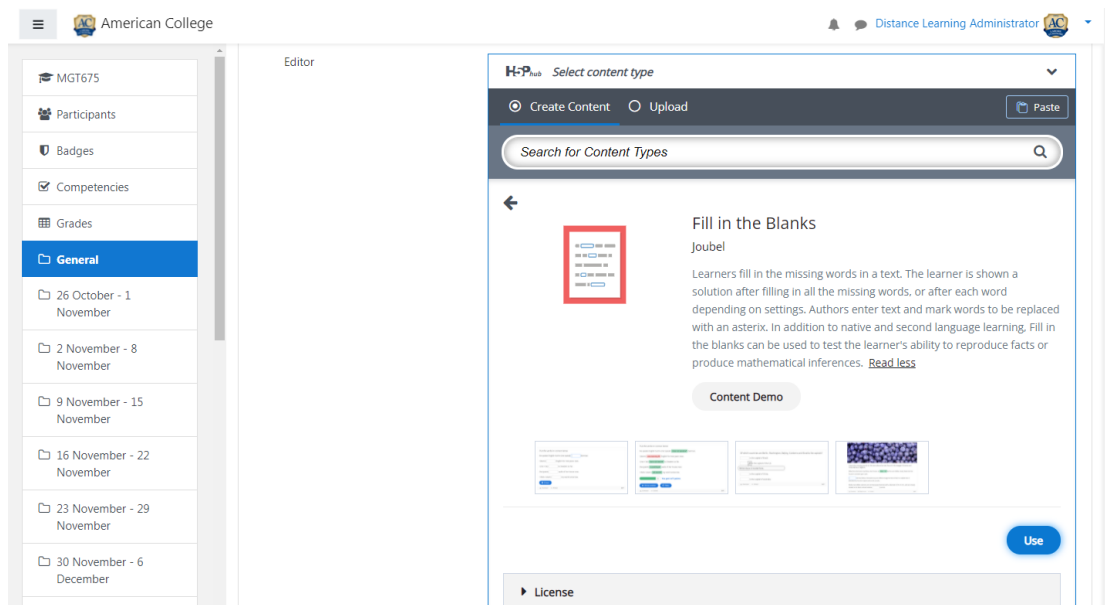 American College
Distance Learning Administrator
MGT675
Participants
Badges
Competencies
Grades
General
26 October - 1
November
2 November - 8
November
9 November - 15
November
16 November - 22
November
23 November - 29
November
30 November - 6
December
Editor
H5Phub Select content type
Create Content Upload Paste
Search for Content Types
Fill in the Blanks
Joubel
Learners fill in the missing words in a text. The learner is shown a
solution after filling in all the missing words, or after each word
depending on settings. Authors enter text and mark words to be replaced
with an asterix. In addition to native and second language learning, Fill in
the blanks can be used to test the learner's ability to reproduce facts or
produce mathematical inferences. Read less
Content Demo
Use
License